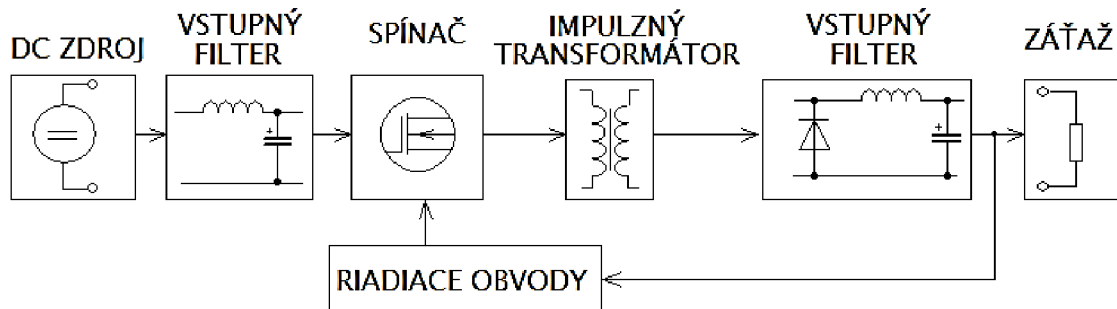 DC ZDROJ
VSTUPNÝ
FILTER
SPÍNAČ
IMPULZNÝ
TRANSFORMÁTOR
VSTUPNÝ
FILTER
ZÁŤAŽ
RIADIACE OBVODY